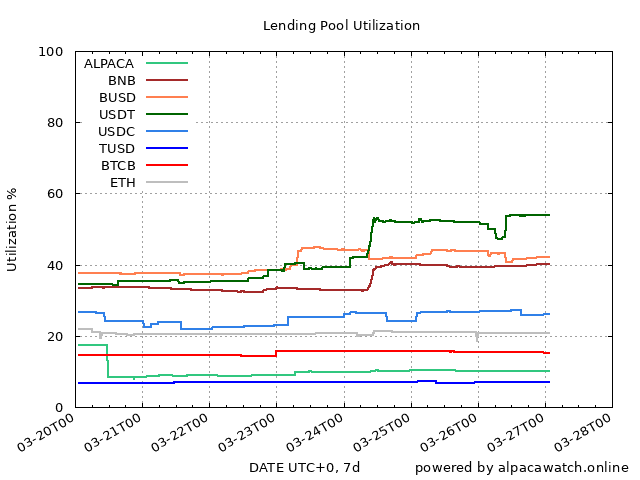 Lending Pool Utilization
100
80
60
40
20
0
Utilization %
ALPACA
BNB
BUSD
USDT
USDC
TUSD
BTCB
ETH
03-20T00
03-21T00
03-22T00
03-23T00
03-24T00
03-25T00
03-26T00
03-27T00
03-28T00
DATE UTC+0, 7d
powered by alpacawatch.online